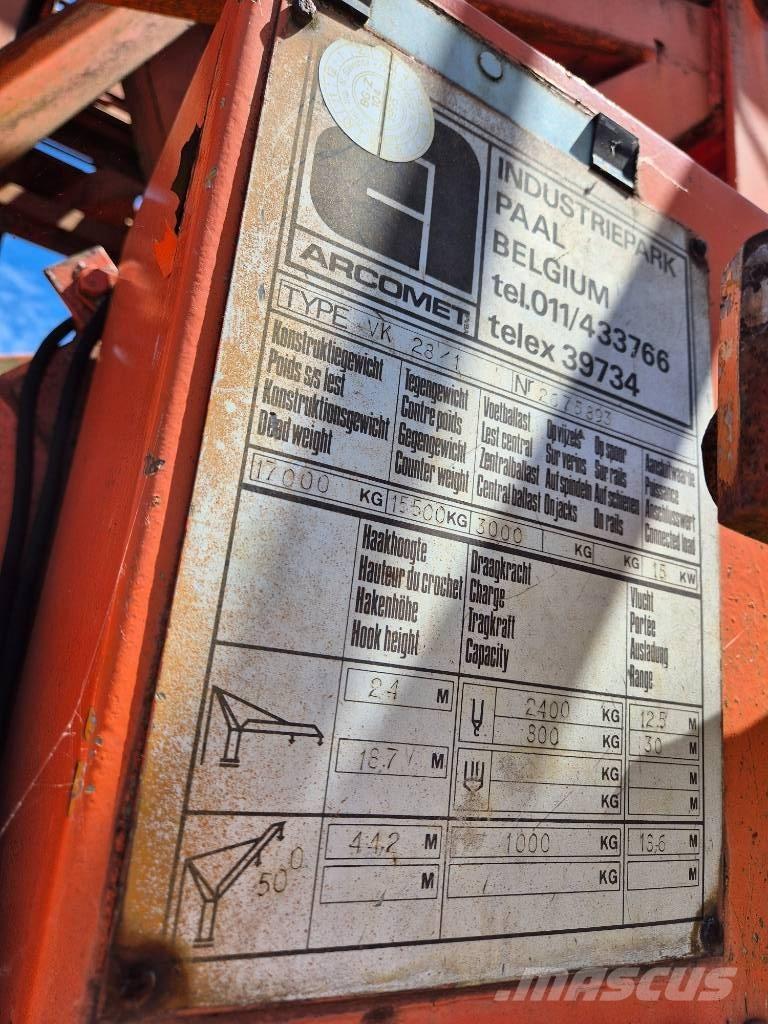 ARCOMET
INDUSTRIEPARK
PAAL
BELGIUM
tel.011/433766
telex 39734
TYPE VK 28/1 Nr
Konstruktiegewicht
Poids s/s lest
Konstruktionsgewicht
Dead weight
Tegengewicht
Contre poids
Gegengewicht
Counter weight
Voetballast
Lest central
Zentralballast
Central ballast
Op vijzels
Sur verins
Auf spindem
On jacks
Op spoor
Sur rails
Auf schienen
On rails
Aansluitwaarde
Puissance
Anschlusswert
Connected load
17000 KG 15500 KG 3000 KG KG 15 KW
Haakhoogte
Hauteur du crochet
Hakenhöhe
Hook height
Draagkracht
Charge
Tragkraft
Capacity
Vlucht
Portée
Ausladung
Range
24 M 2400 KG 12.5 M
800 KG 30 M
18.7 M KG M
KG M
50° 44.2 M 1000 KG 16,6 M
M KG M
mascus